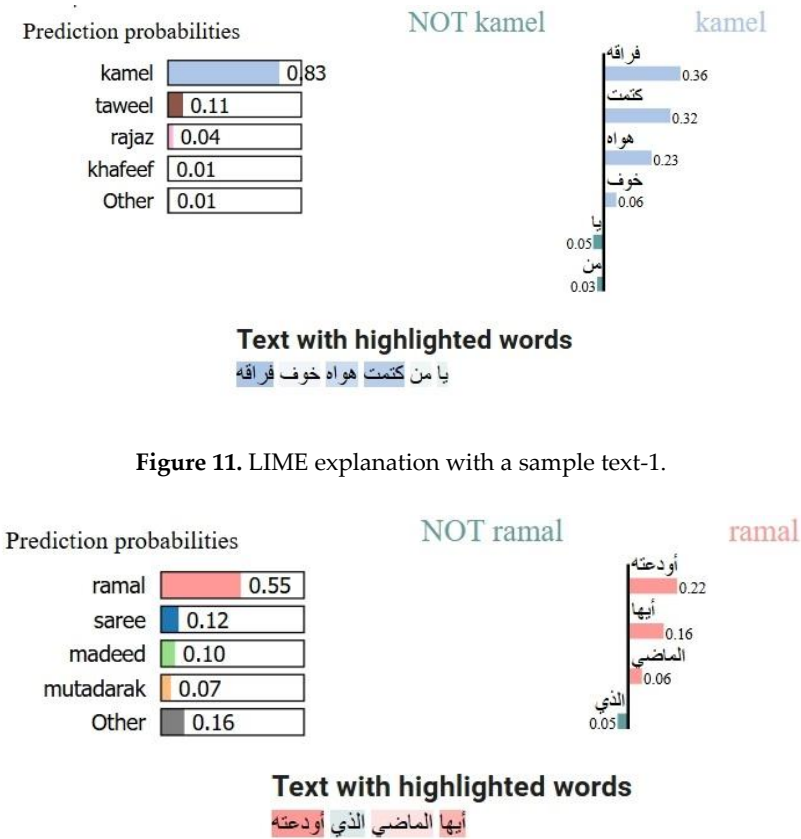 Prediction probabilities
kamel 0.83
taweel 0.11
rajaz 0.04
khafeef 0.01
Other 0.01
NOT kamel kamel
فراقه
0.36
كتمت
0.32
هواه
0.23
خوف
0.06
يا
0.05
من
0.03
Text with highlighted words
يا من كتمت هواه خوف فراقه
Figure 11. LIME explanation with a sample text-1.
Prediction probabilities
ramal 0.55
saree 0.12
madeed 0.10
mutadarak 0.07
Other 0.16
NOT ramal ramal
أودعته
0.22
أيها
0.16
الماضي
0.06
الذي
0.05
Text with highlighted words
أيها الماضي الذي أودعته